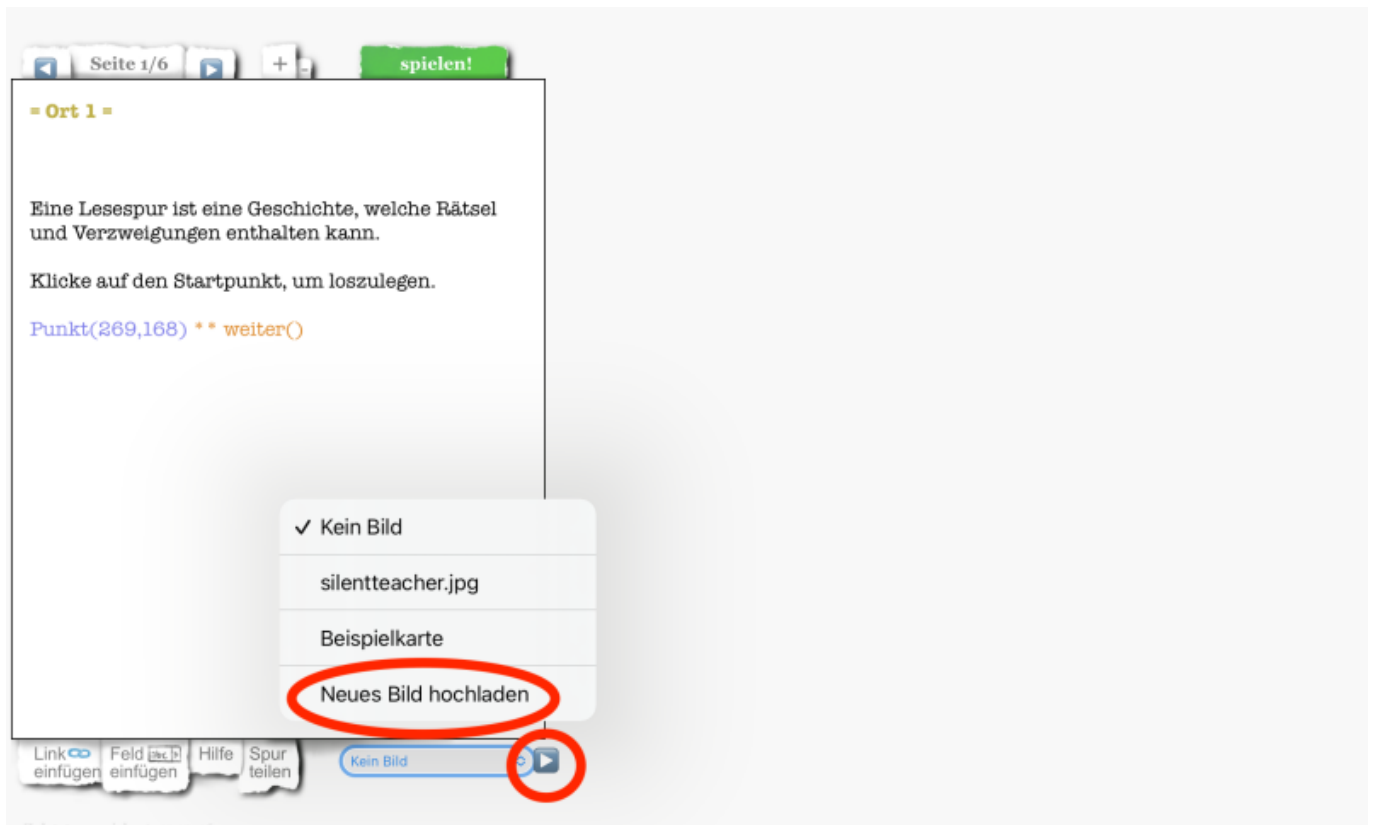 Seite 1/6
+
-
spielen!
= Ort 1 =
Eine Lesespur ist eine Geschichte, welche Rätsel
und Verzweigungen enthalten kann.
Klicke auf den Startpunkt, um loszulegen.
Punkt(269,168) ** weiter()
✓ Kein Bild
silentteacher.jpg
Beispielkarte
Neues Bild hochladen
Link
einfügen
Feld
einfügen
Hilfe
Spur
teilen
Kein Bild